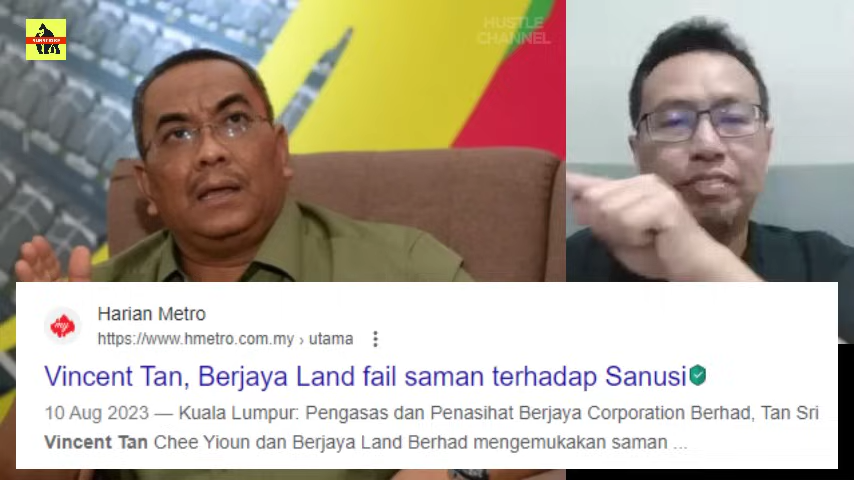 HUSTLE
CHANNEL
Harian Metro
https://www.hmetro.com.my › utama
Vincent Tan, Berjaya Land fail saman terhadap Sanusi
10 Aug 2023 — Kuala Lumpur: Pengasas dan Penasihat Berjaya Corporation Berhad, Tan Sri
Vincent Tan Chee Yioun dan Berjaya Land Berhad mengemukakan saman ...